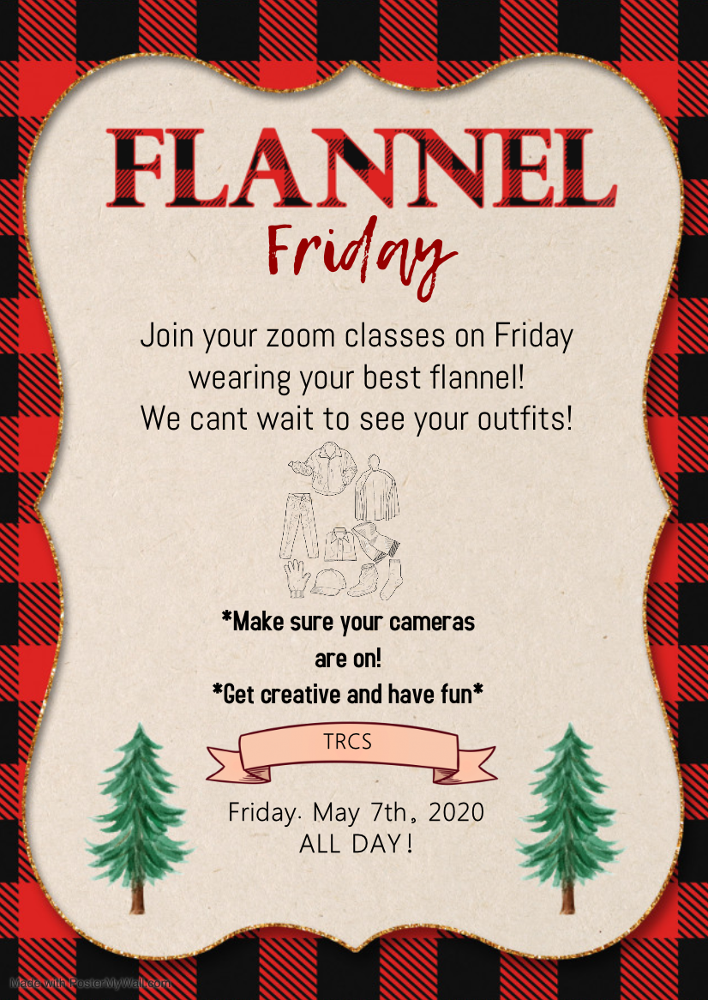 FLANNEL
Friday
Join your zoom classes on Friday
wearing your best flannel!
We cant wait to see your outfits!
*Make sure your cameras
are on!
*Get creative and have fun*
TRCS
Friday. May 7th, 2020
ALL DAY!
Made with PosterMyWall.com